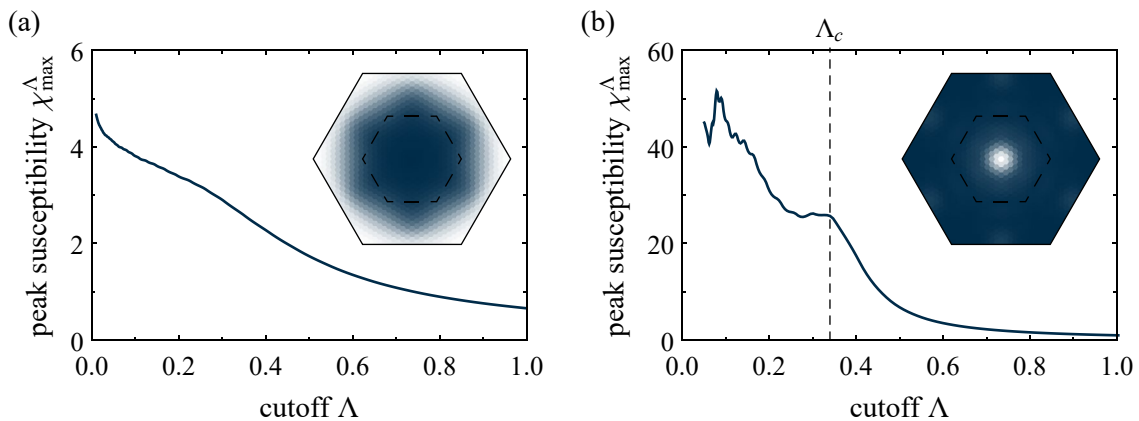 (a)
6
4
2
0
0.0 0.2 0.4 0.6 0.8 1.0
peak susceptibility χ^Λ_max
cutoff Λ
(b)
Λ_c
60
40
20
0
0.0 0.2 0.4 0.6 0.8 1.0
peak susceptibility χ^Λ_max
cutoff Λ